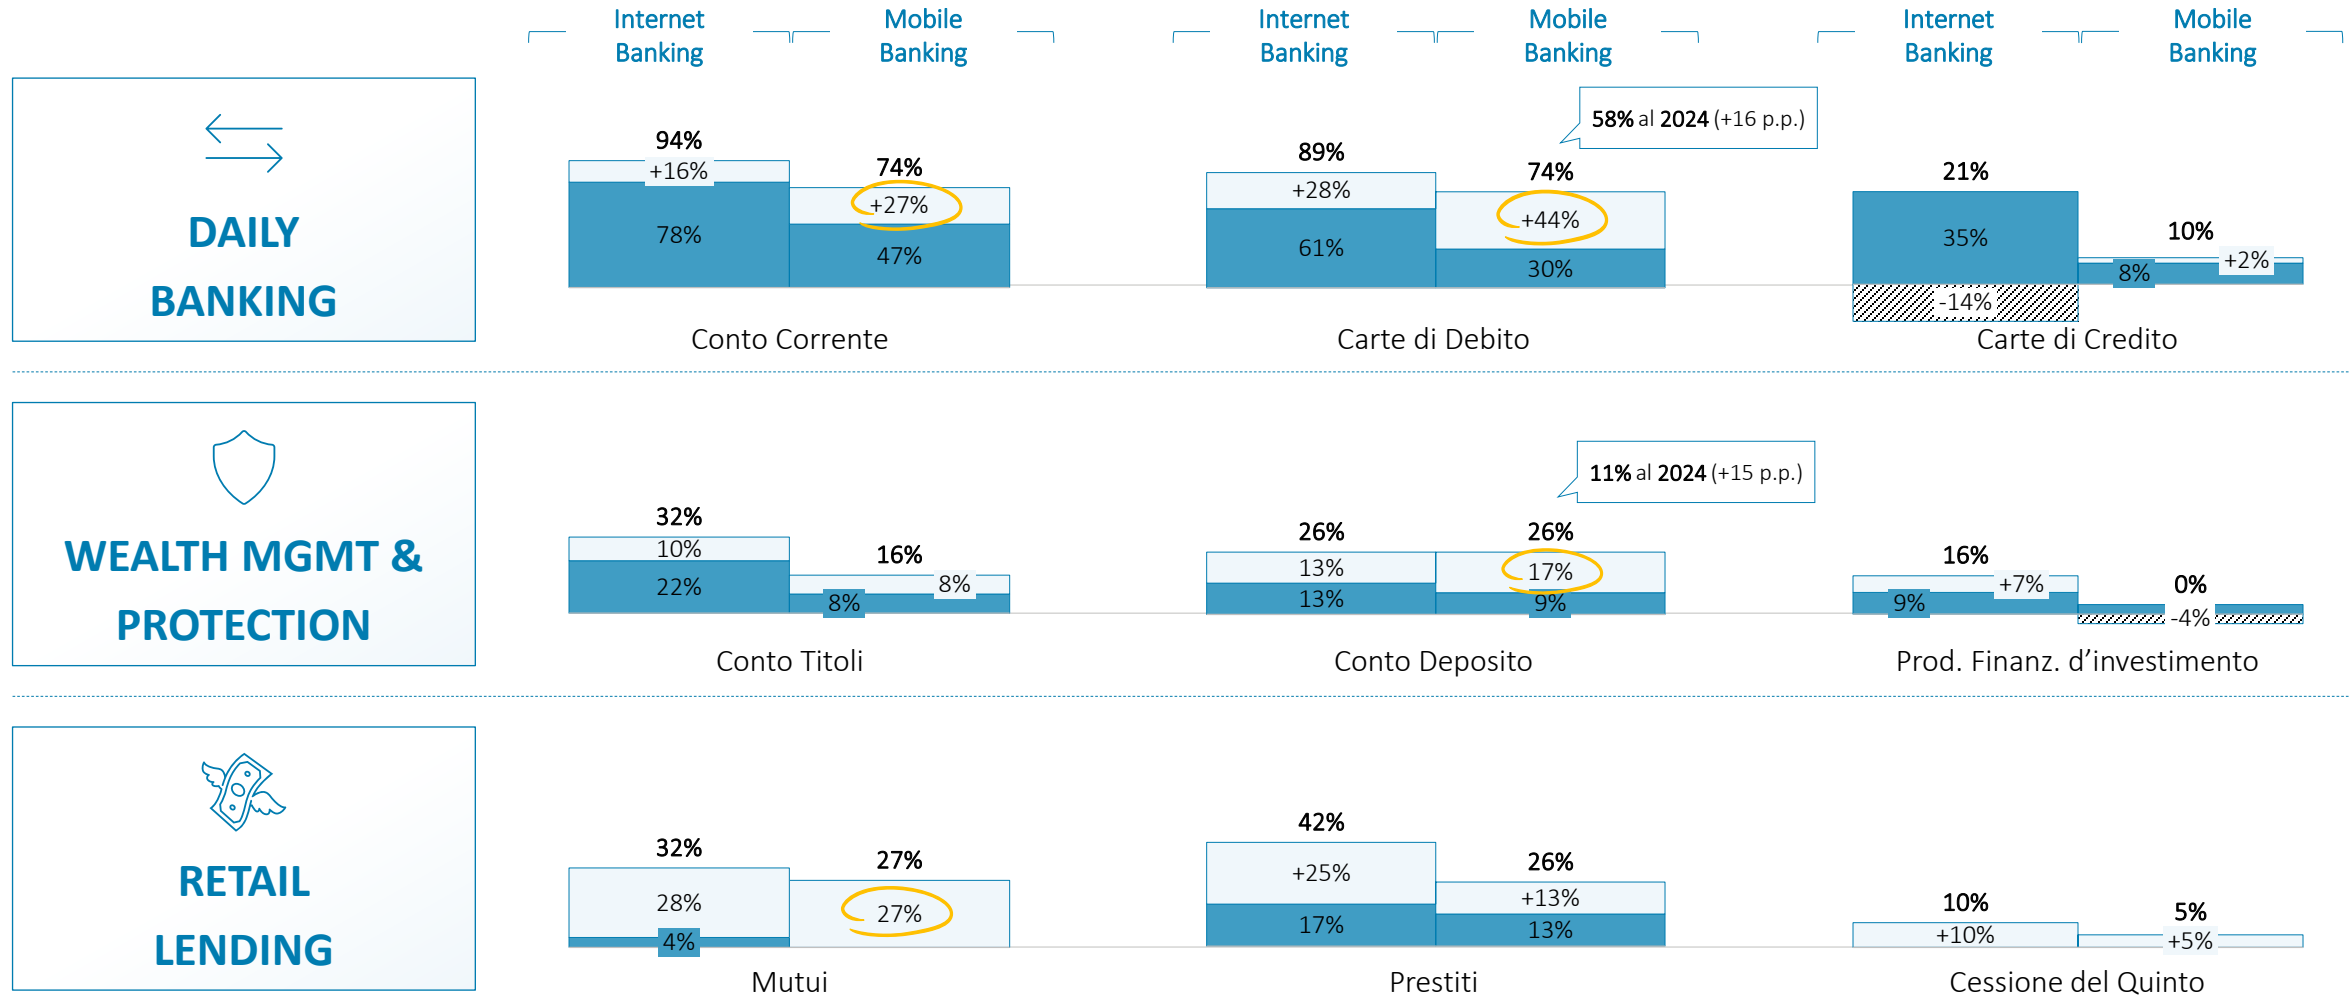 Internet
Banking
Mobile
Banking
Internet
Banking
Mobile
Banking
Internet
Banking
Mobile
Banking
DAILY
BANKING
94%
+16%
78%
74%
+27%
47%
Conto Corrente
58% al 2024 (+16 p.p.)
89%
+28%
61%
74%
+44%
30%
Carte di Debito
21%
35%
-14%
10%
+2%
8%
Carte di Credito
WEALTH MGMT &
PROTECTION
32%
10%
22%
16%
8%
8%
Conto Titoli
11% al 2024 (+15 p.p.)
26%
13%
13%
26%
17%
9%
Conto Deposito
16%
+7%
9%
0%
-4%
Prod. Finanz. d’investimento
RETAIL
LENDING
32%
28%
4%
27%
27%
Mutui
42%
+25%
17%
26%
+13%
13%
Prestiti
10%
+10%
5%
+5%
Cessione del Quinto